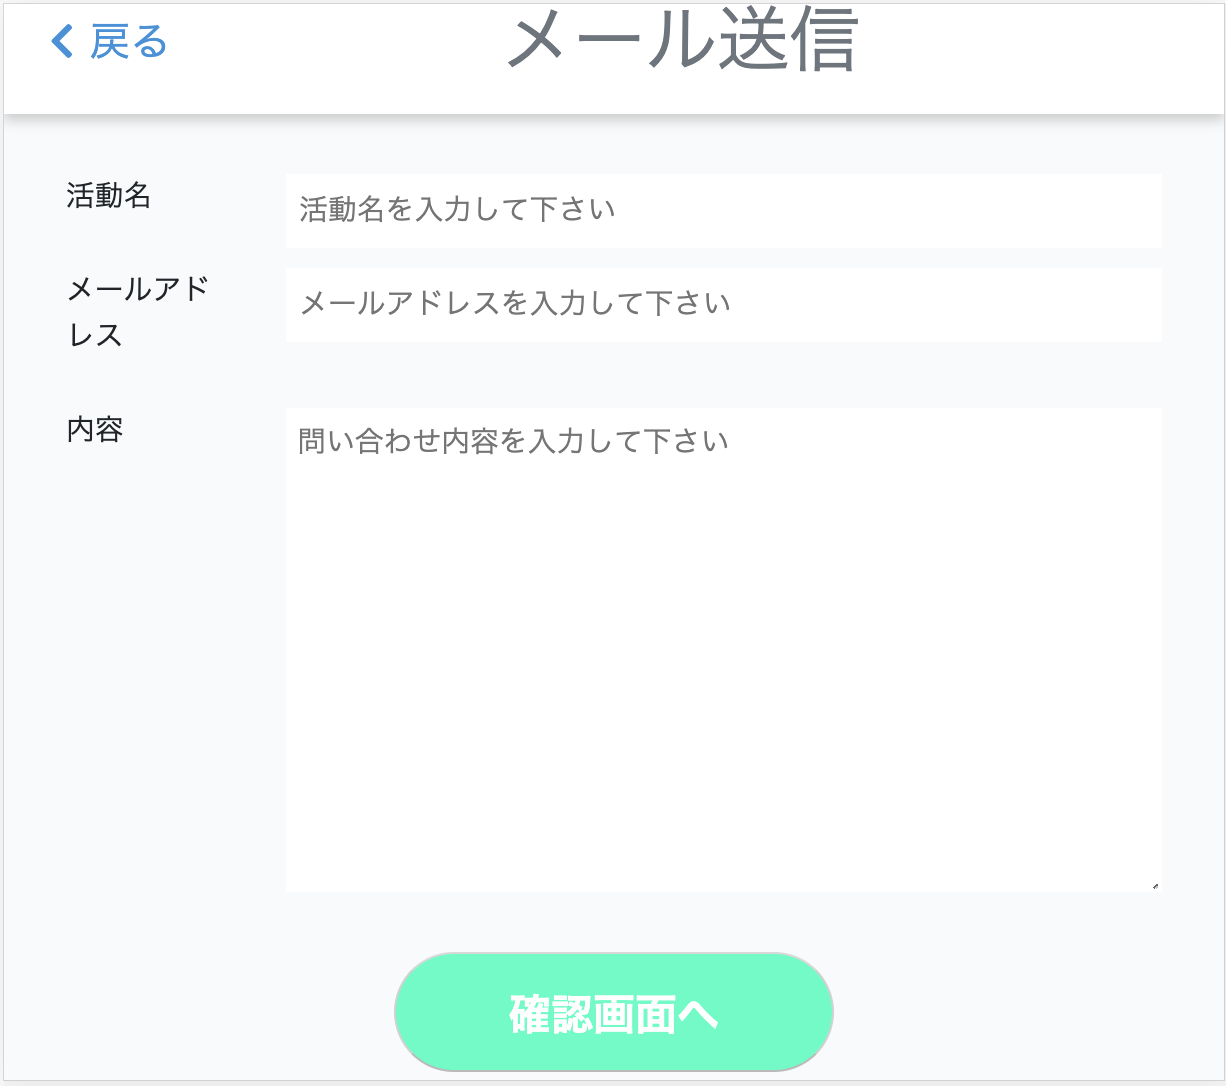 戻る
メール送信
活動名
活動名を入力して下さい
メールアド
レス
メールアドレスを入力して下さい
内容
問い合わせ内容を入力して下さい
確認画面へ